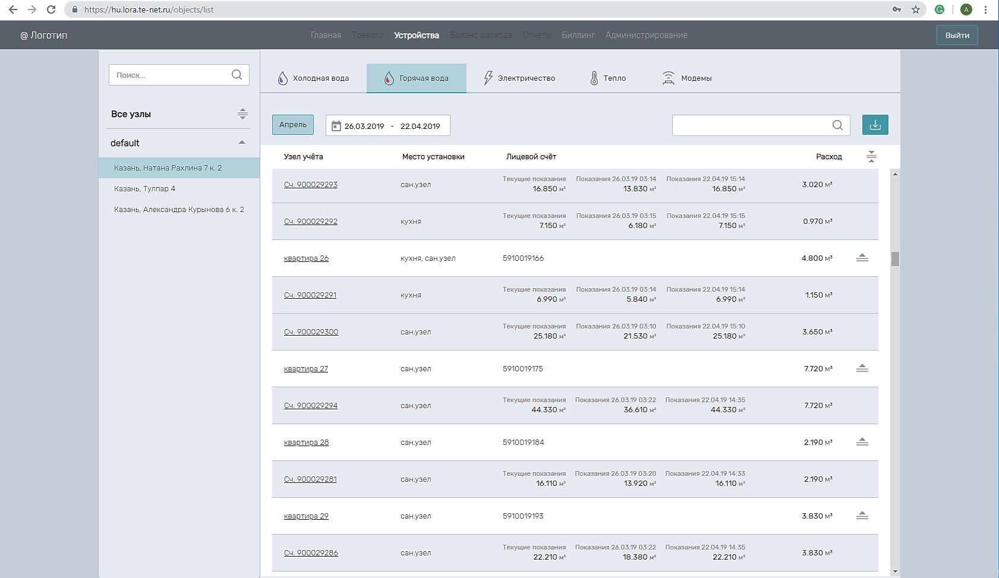 https://hu.lora.te-net.ru/objects/list
A
@ Логотип
Главная Тревоги Устройства Баланс расхода Отчёты Биллинг Администрирование
Выйти
Поиск...
Все узлы
default
Казань, Натана Рахлина 7 к. 2
Казань, Тулпар 4
Казань, Александра Курынова 6 к. 2
Холодная вода Горячая вода Электричество Тепло Модемы
Апрель 26.03.2019 - 22.04.2019
Узел учёта Место установки Лицевой счёт Расход
Текущие показания Показания 26.03.19 03:14 Показания 22.04.19 15:14
Сч. 900029293 сан.узел 16.850 м³ 13.830 м³ 16.850 м³ 3.020 м³
Текущие показания Показания 26.03.19 03:15 Показания 22.04.19 15:15
Сч. 900029292 кухня 7.150 м³ 6.180 м³ 7.150 м³ 0.970 м³
квартира 26 кухня, сан.узел 5910019166 4.800 м³
Текущие показания Показания 26.03.19 03:14 Показания 22.04.19 15:14
Сч. 900029291 кухня 6.990 м³ 5.840 м³ 6.990 м³ 1.150 м³
Текущие показания Показания 26.03.19 03:10 Показания 22.04.19 15:10
Сч. 900029300 сан.узел 25.180 м³ 21.530 м³ 25.180 м³ 3.650 м³
квартира 27 сан.узел 5910019175 7.720 м³
Текущие показания Показания 26.03.19 03:22 Показания 22.04.19 14:35
Сч. 900029294 сан.узел 44.330 м³ 36.610 м³ 44.330 м³ 7.720 м³
квартира 28 сан.узел 5910019184 2.190 м³
Текущие показания Показания 26.03.19 03:20 Показания 22.04.19 14:33
Сч. 900029281 сан.узел 16.110 м³ 13.920 м³ 16.110 м³ 2.190 м³
квартира 29 сан.узел 5910019193 3.830 м³
Текущие показания Показания 26.03.19 03:22 Показания 22.04.19 14:35
Сч. 900029286 сан.узел 22.210 м³ 18.380 м³ 22.210 м³ 3.830 м³